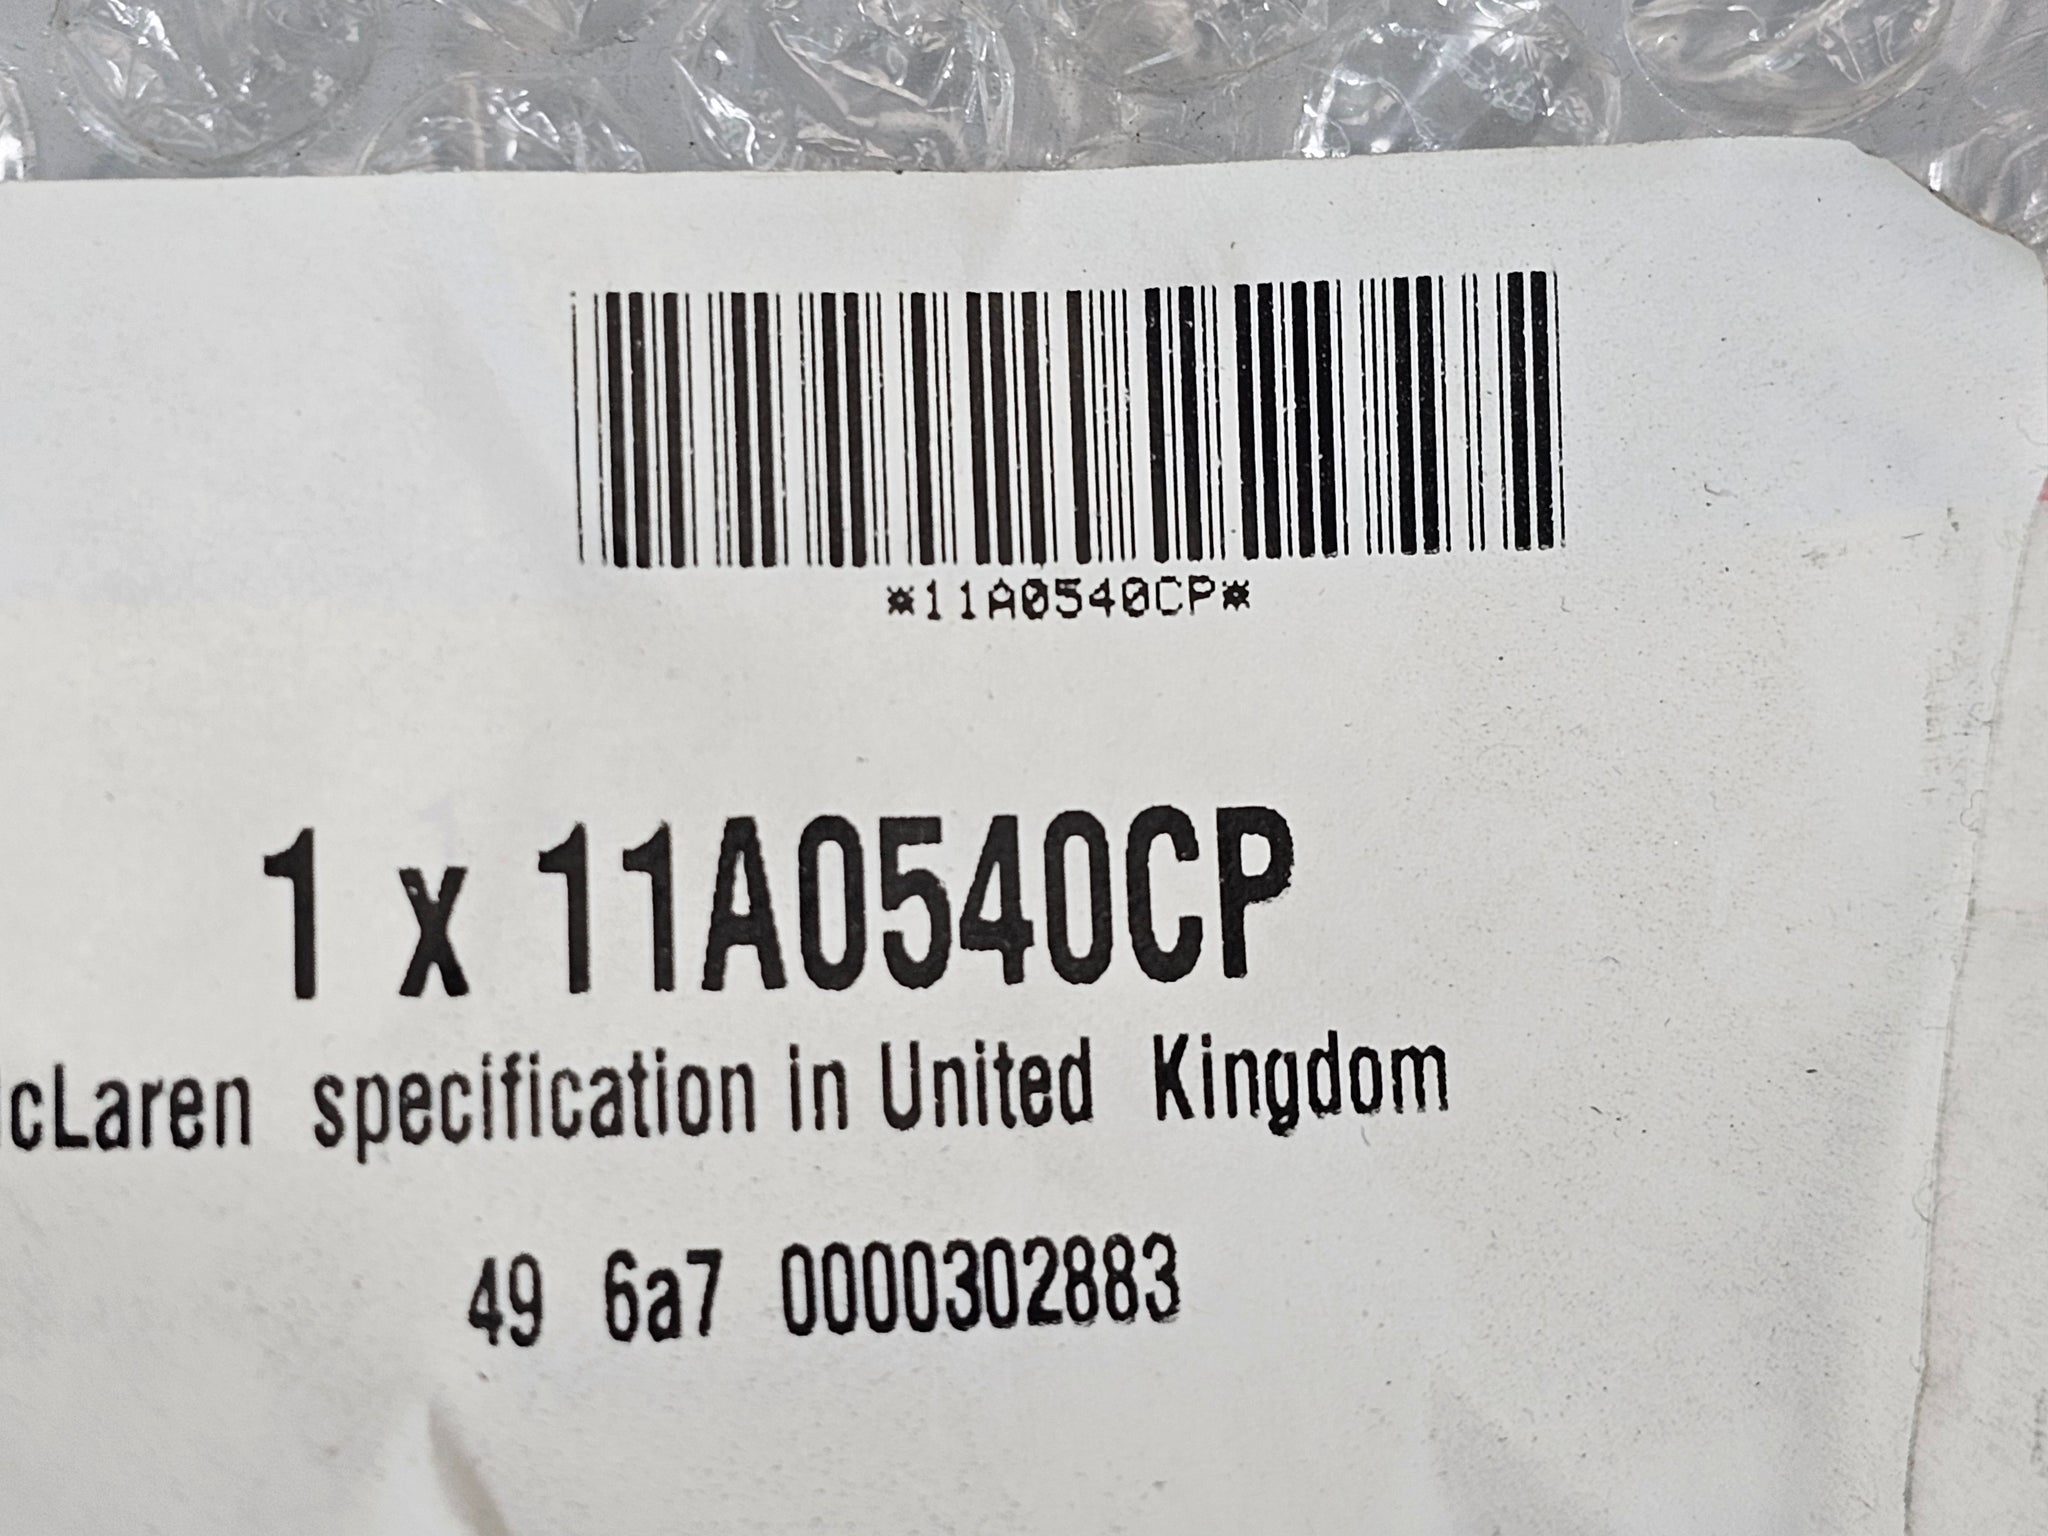 *11A0540CP*
1 x 11A0540CP
cLaren specification in United Kingdom
49 6a7 0000302883